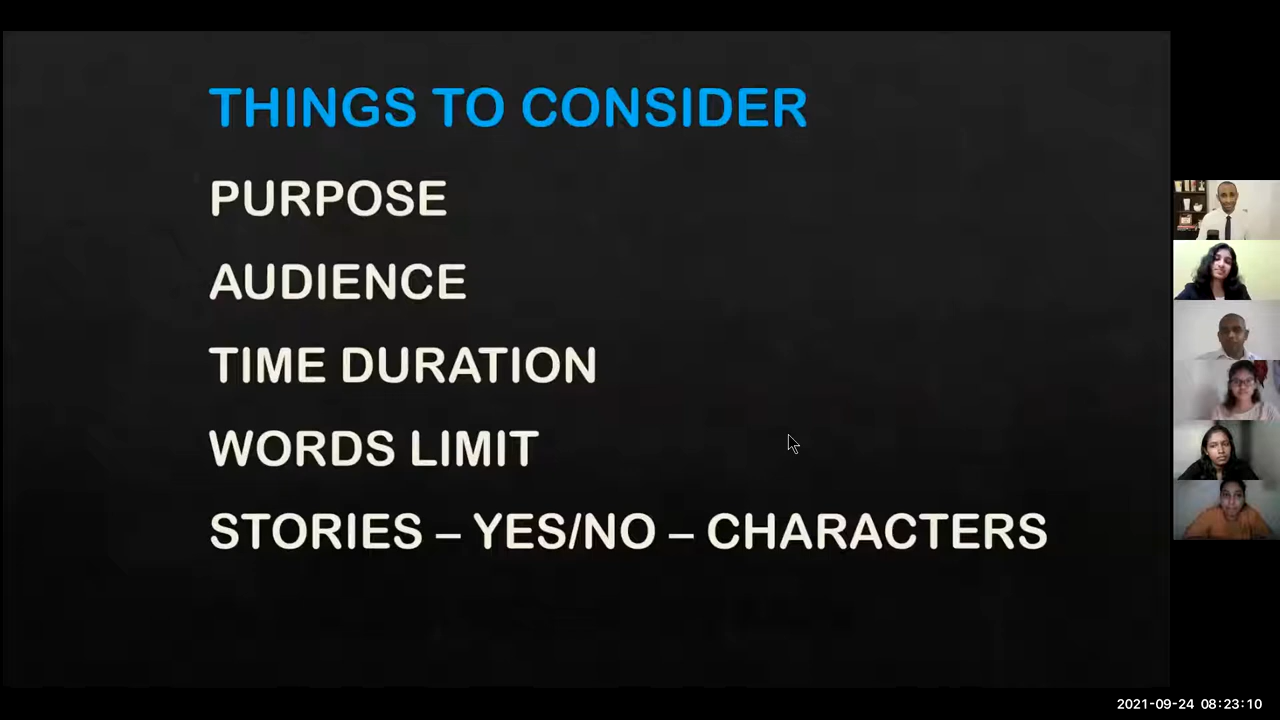 THINGS TO CONSIDER
PURPOSE
AUDIENCE
TIME DURATION
WORDS LIMIT
STORIES – YES/NO – CHARACTERS
2021-09-24 08:23:10